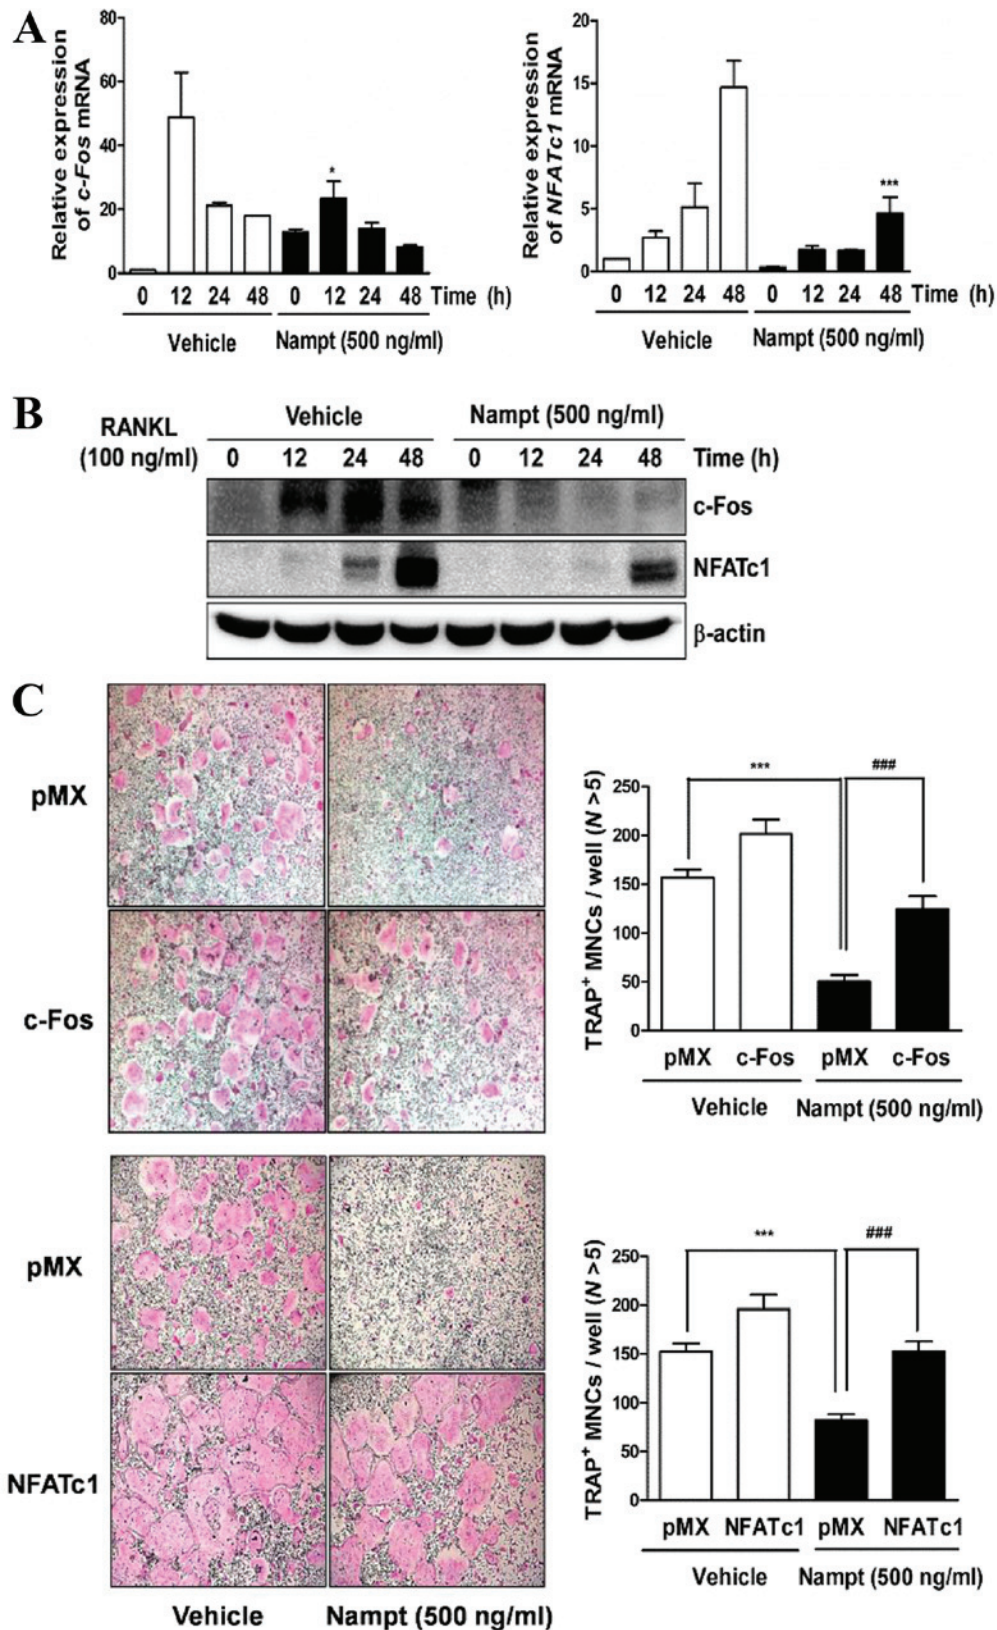 A
Relative expression
of c-Fos mRNA
80
60
40
20
0
*
0 12 24 48 0 12 24 48 Time (h)
Vehicle Nampt (500 ng/ml)
Relative expression
of NFATc1 mRNA
20
15
10
5
0
***
0 12 24 48 0 12 24 48 Time (h)
Vehicle Nampt (500 ng/ml)
B
RANKL
(100 ng/ml)
Vehicle Nampt (500 ng/ml)
0 12 24 48 0 12 24 48 Time (h)
c-Fos
NFATc1
β-actin
C
pMX
c-Fos
TRAP+ MNCs / well (N >5)
250
200
150
100
50
0
*** ###
pMX c-Fos pMX c-Fos
Vehicle Nampt (500 ng/ml)
pMX
NFATc1
Vehicle Nampt (500 ng/ml)
TRAP+ MNCs / well (N >5)
250
200
150
100
50
0
*** ###
pMX NFATc1 pMX NFATc1
Vehicle Nampt (500 ng/ml)